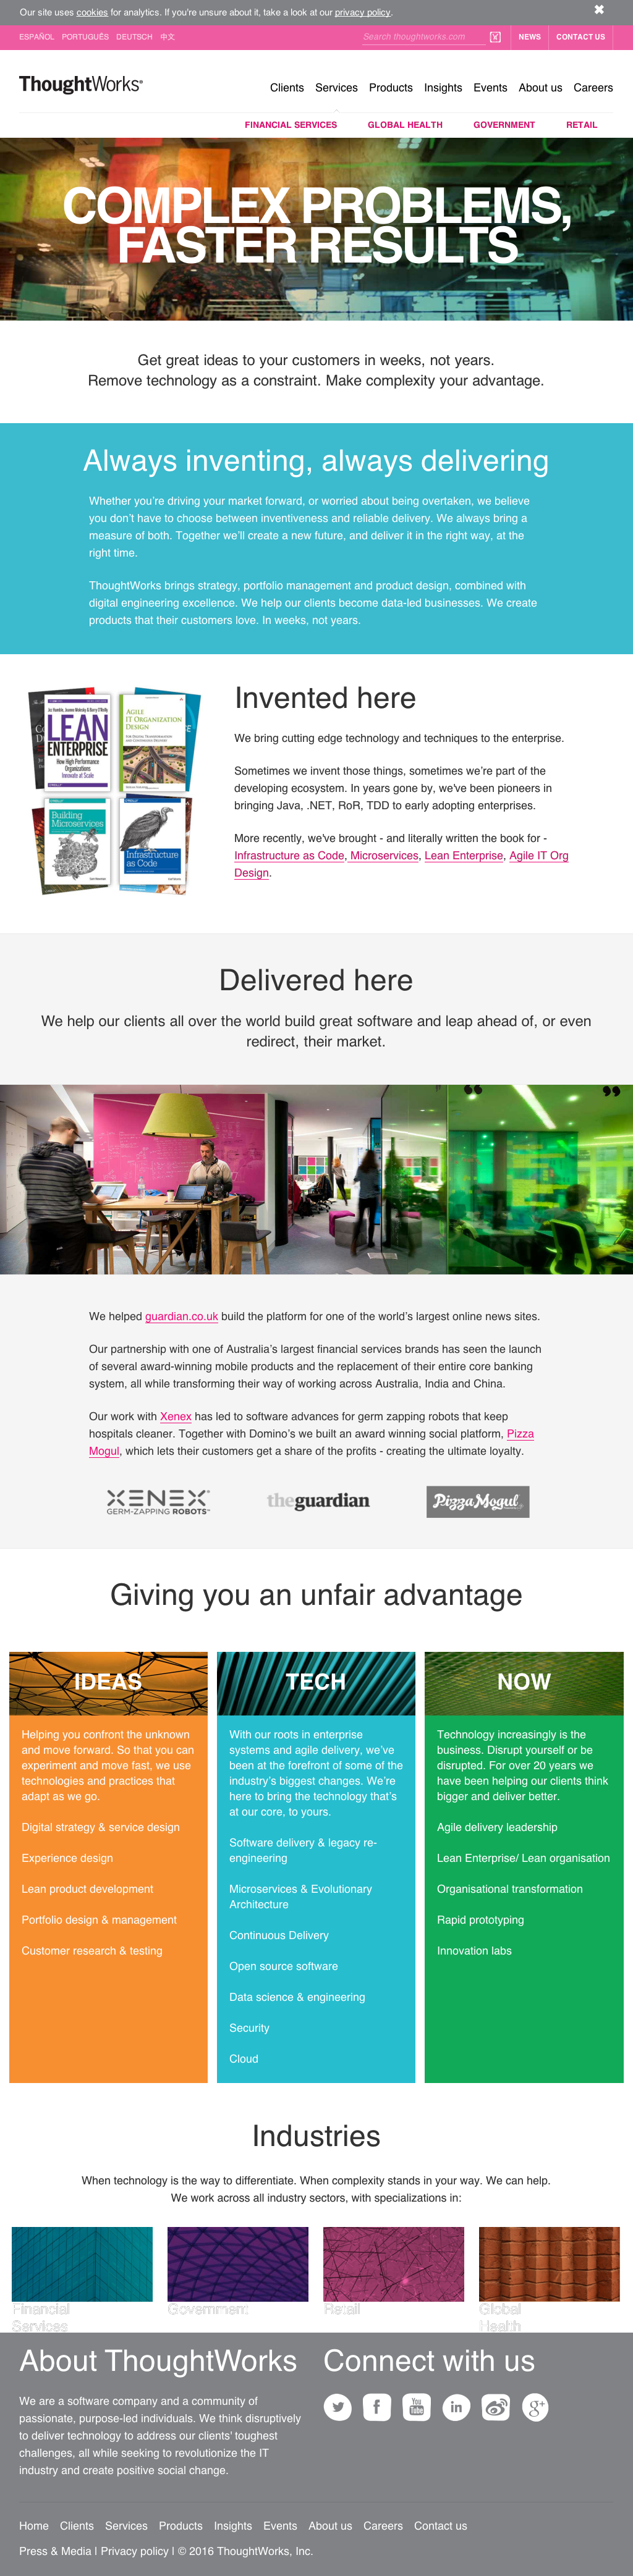 Our site uses cookies for analytics. If you're unsure about it, take a look at our privacy policy.
ESPAÑOL PORTUGUÊS DEUTSCH 中文
Search thoughtworks.com
NEWS CONTACT US
ThoughtWorks®
Clients Services Products Insights Events About us Careers
FINANCIAL SERVICES GLOBAL HEALTH GOVERNMENT RETAIL
COMPLEX PROBLEMS,
FASTER RESULTS
Get great ideas to your customers in weeks, not years.
Remove technology as a constraint. Make complexity your advantage.
Always inventing, always delivering
Whether you're driving your market forward, or worried about being overtaken, we believe
you don't have to choose between inventiveness and reliable delivery. We always bring a
measure of both. Together we'll create a new future, and deliver it in the right way, at the
right time.
ThoughtWorks brings strategy, portfolio management and product design, combined with
digital engineering excellence. We help our clients become data-led businesses. We create
products that their customers love. In weeks, not years.
LEAN
ENTERPRISE
How High Performance
Organizations
Innovate at Scale
AGILE
IT ORGANIZATION
DESIGN
Building
Microservices
Infrastructure
as Code
Invented here
We bring cutting edge technology and techniques to the enterprise.
Sometimes we invent those things, sometimes we're part of the
developing ecosystem. In years gone by, we've been pioneers in
bringing Java, .NET, RoR, TDD to early adopting enterprises.
More recently, we've brought - and literally written the book for -
Infrastructure as Code, Microservices, Lean Enterprise, Agile IT Org
Design.
Delivered here
We help our clients all over the world build great software and leap ahead of, or even
redirect, their market.
We helped guardian.co.uk build the platform for one of the world's largest online news sites.
Our partnership with one of Australia's largest financial services brands has seen the launch
of several award-winning mobile products and the replacement of their entire core banking
system, all while transforming their way of working across Australia, India and China.
Our work with Xenex has led to software advances for germ zapping robots that keep
hospitals cleaner. Together with Domino's we built an award winning social platform, Pizza
Mogul, which lets their customers get a share of the profits - creating the ultimate loyalty.
XENEX®
GERM-ZAPPING ROBOTS™
theguardian
Pizza Mogul
Giving you an unfair advantage
IDEAS
Helping you confront the unknown
and move forward. So that you can
experiment and move fast, we use
technologies and practices that
adapt as we go.
Digital strategy & service design
Experience design
Lean product development
Portfolio design & management
Customer research & testing
TECH
With our roots in enterprise
systems and agile delivery, we've
been at the forefront of some of the
industry's biggest changes. We're
here to bring the technology that's
at our core, to yours.
Software delivery & legacy re-
engineering
Microservices & Evolutionary
Architecture
Continuous Delivery
Open source software
Data science & engineering
Security
Cloud
NOW
Technology increasingly is the
business. Disrupt yourself or be
disrupted. For over 20 years we
have been helping our clients think
bigger and deliver better.
Agile delivery leadership
Lean Enterprise/ Lean organisation
Organisational transformation
Rapid prototyping
Innovation labs
Industries
When technology is the way to differentiate. When complexity stands in your way. We can help.
We work across all industry sectors, with specializations in:
Financial
Services
Government
Retail
Global
Health
About ThoughtWorks
We are a software company and a community of
passionate, purpose-led individuals. We think disruptively
to deliver technology to address our clients' toughest
challenges, all while seeking to revolutionize the IT
industry and create positive social change.
Connect with us
You
Tube
in
g+
Home Clients Services Products Insights Events About us Careers Contact us
Press & Media | Privacy policy | © 2016 ThoughtWorks, Inc.